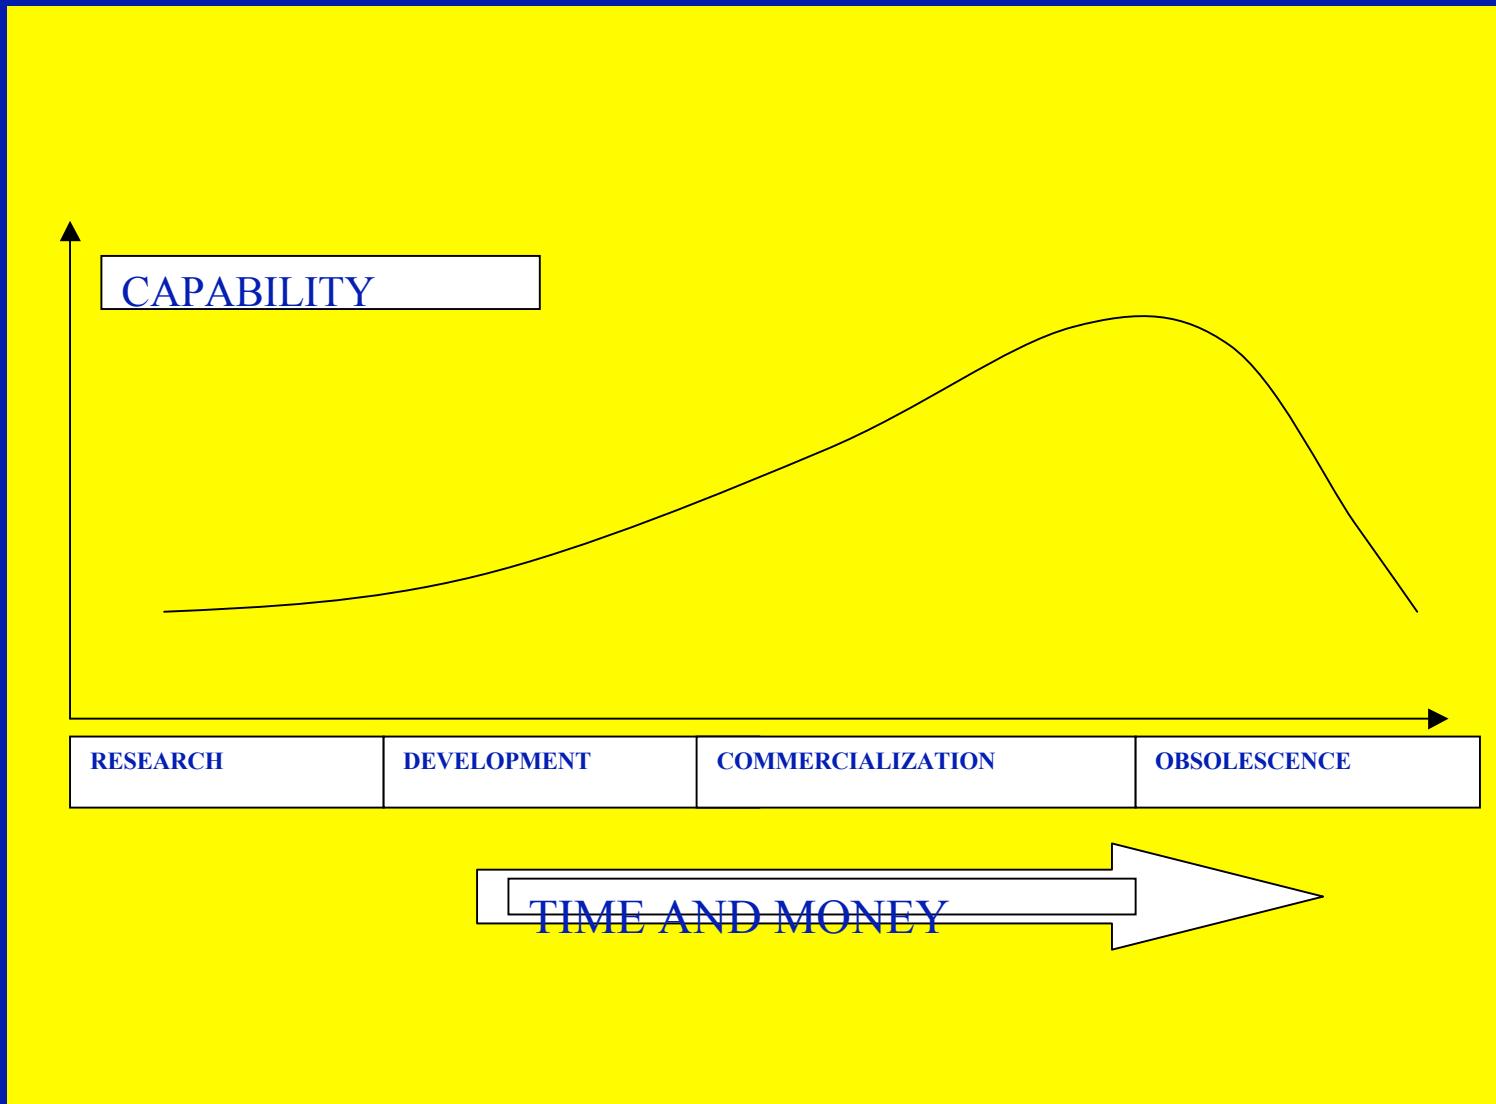 CAPABILITY
RESEARCH
DEVELOPMENT
COMMERCIALIZATION
OBSOLESCENCE
TIME AND MONEY